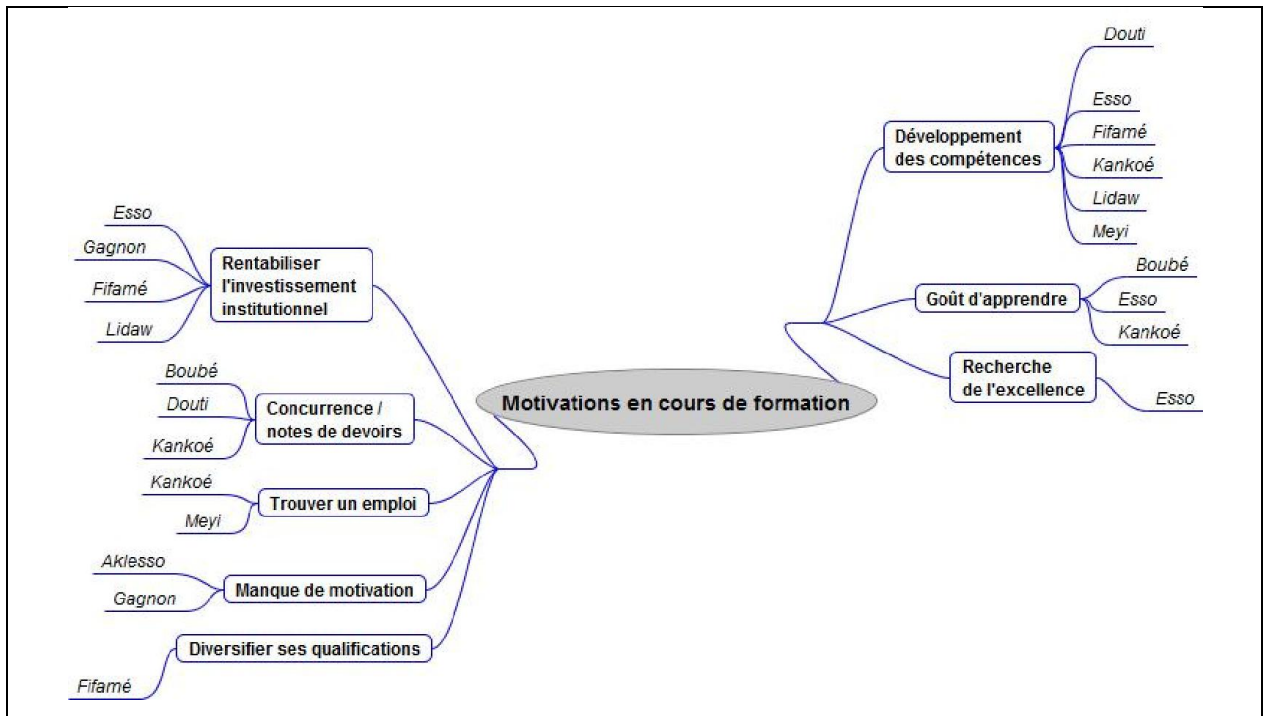 Motivations en cours de formation
Développement
des compétences
Douti
Esso
Fifamé
Kankoé
Lidaw
Meyi
Goût d'apprendre
Boubé
Esso
Kankoé
Recherche
de l'excellence
Esso
Rentabiliser
l'investissement
institutionnel
Esso
Gagnon
Fifamé
Lidaw
Concurrence /
notes de devoirs
Boubé
Douti
Kankoé
Trouver un emploi
Kankoé
Meyi
Manque de motivation
Aklesso
Gagnon
Diversifier ses qualifications
Fifamé